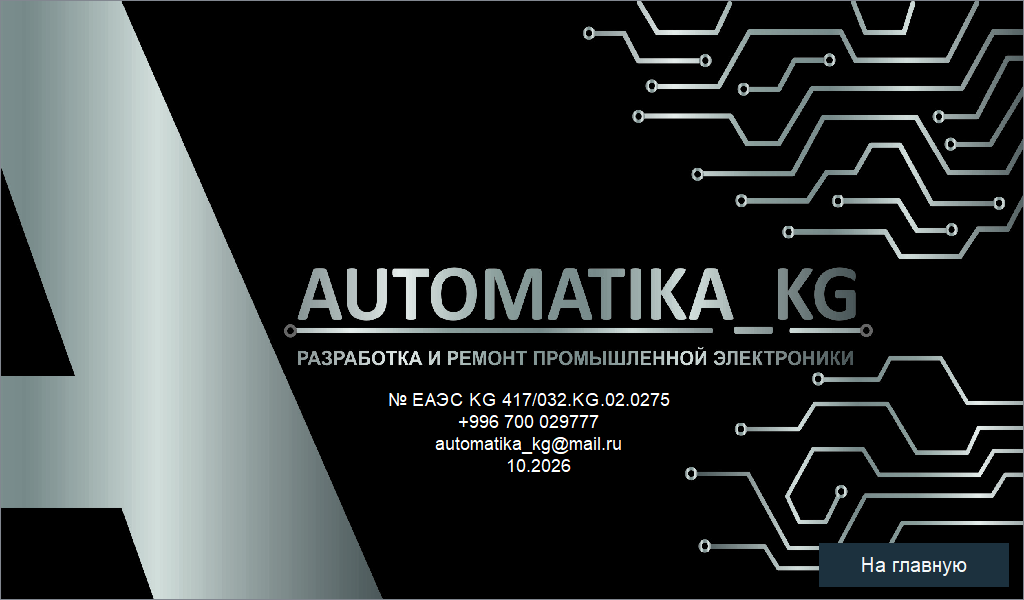 AUTOMATIKA_KG
РАЗРАБОТКА И РЕМОНТ ПРОМЫШЛЕННОЙ ЭЛЕКТРОНИКИ
№ ЕАЭС KG 417/032.KG.02.0275
+996 700 029777
automatika_kg@mail.ru
10.2026
На главную